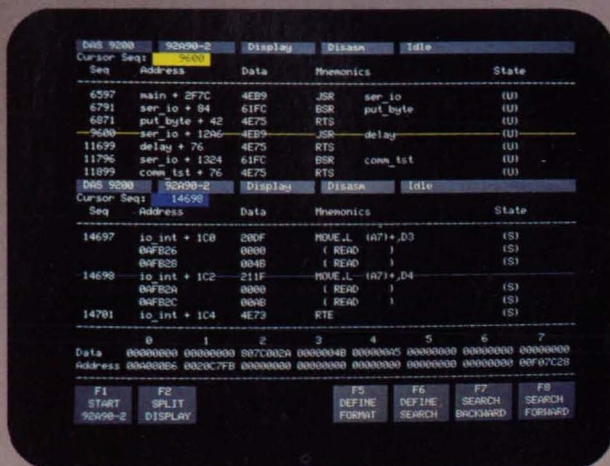 DAS 9200 92A90-2 Display Disasm Idle
Cursor Seq: 9600
Seq Address Data Mnemonics State
6597 main + 2F7C 4EB9 JSR ser_io (U)
6791 ser_io + 84 61FC BSR put_byte (U)
6871 put_byte + 42 4E75 RTS (U)
9600 ser_io + 12A6 4EB9 JSR delay (U)
11699 delay + 76 4E75 RTS (U)
11796 ser_io + 1324 61FC BSR comm_tst (U)
11899 comm_tst + 76 4E75 RTS (U)
DAS 9200 92A90-2 Display Disasm Idle
Cursor Seq: 14698
Seq Address Data Mnemonics State
14697 io_int + 1C0 20DF MOVE.L (A7)+,D3 (S)
0AFB26 0000 ( READ ) (S)
0AFB28 004B ( READ ) (S)
14698 io_int + 1C2 211F MOVE.L (A7)+,D4
0AFB2A 0000 ( READ ) (S)
0AFB2C 00AB ( READ ) (S)
14701 io_int + 1C4 4E73 RTE (S)
0 1 2 3 4 5 6 7
Data 00000000 00000000 807C002A 0000004B 000000A5 00000000 00000000 00000000
Address 00A080B6 0020C7FB 00000000 00000000 00000000 00000000 00000000 00F07C28
F1 START 92A90-2
F2 SPLIT DISPLAY
F5 DEFINE FORMAT
F6 DEFINE SEARCH
F7 SEARCH BACKWARD
F8 SEARCH FORWARD